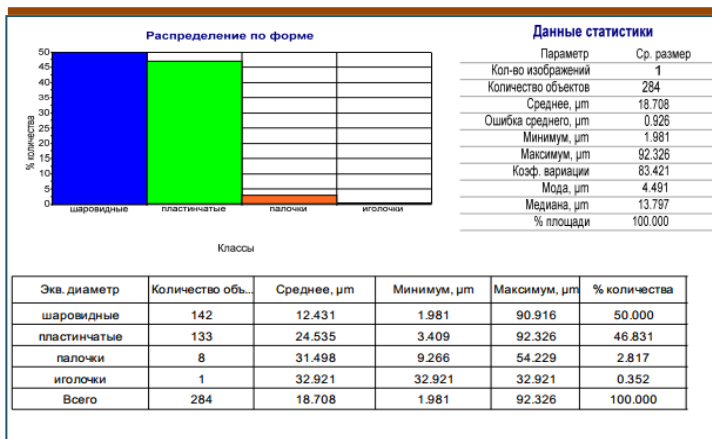 Распределение по форме
50
45
40
35
30
25
20
15
10
5
0
% количества
шаровидные пластинчатые палочки иголочки
Классы
Данные статистики
Параметр Ср. размер
Кол-во изображений 1
Количество объектов 284
Среднее, µm 18.708
Ошибка среднего, µm 0.926
Минимум, µm 1.981
Максимум, µm 92.326
Коэф. вариации 83.421
Мода, µm 4.491
Медиана, µm 13.797
% площади 100.000
Экв. диаметр Количество объ... Среднее, µm Минимум, µm Максимум, µm % количества
шаровидные 142 12.431 1.981 90.916 50.000
пластинчатые 133 24.535 3.409 92.326 46.831
палочки 8 31.498 9.266 54.229 2.817
иголочки 1 32.921 32.921 32.921 0.352
Всего 284 18.708 1.981 92.326 100.000